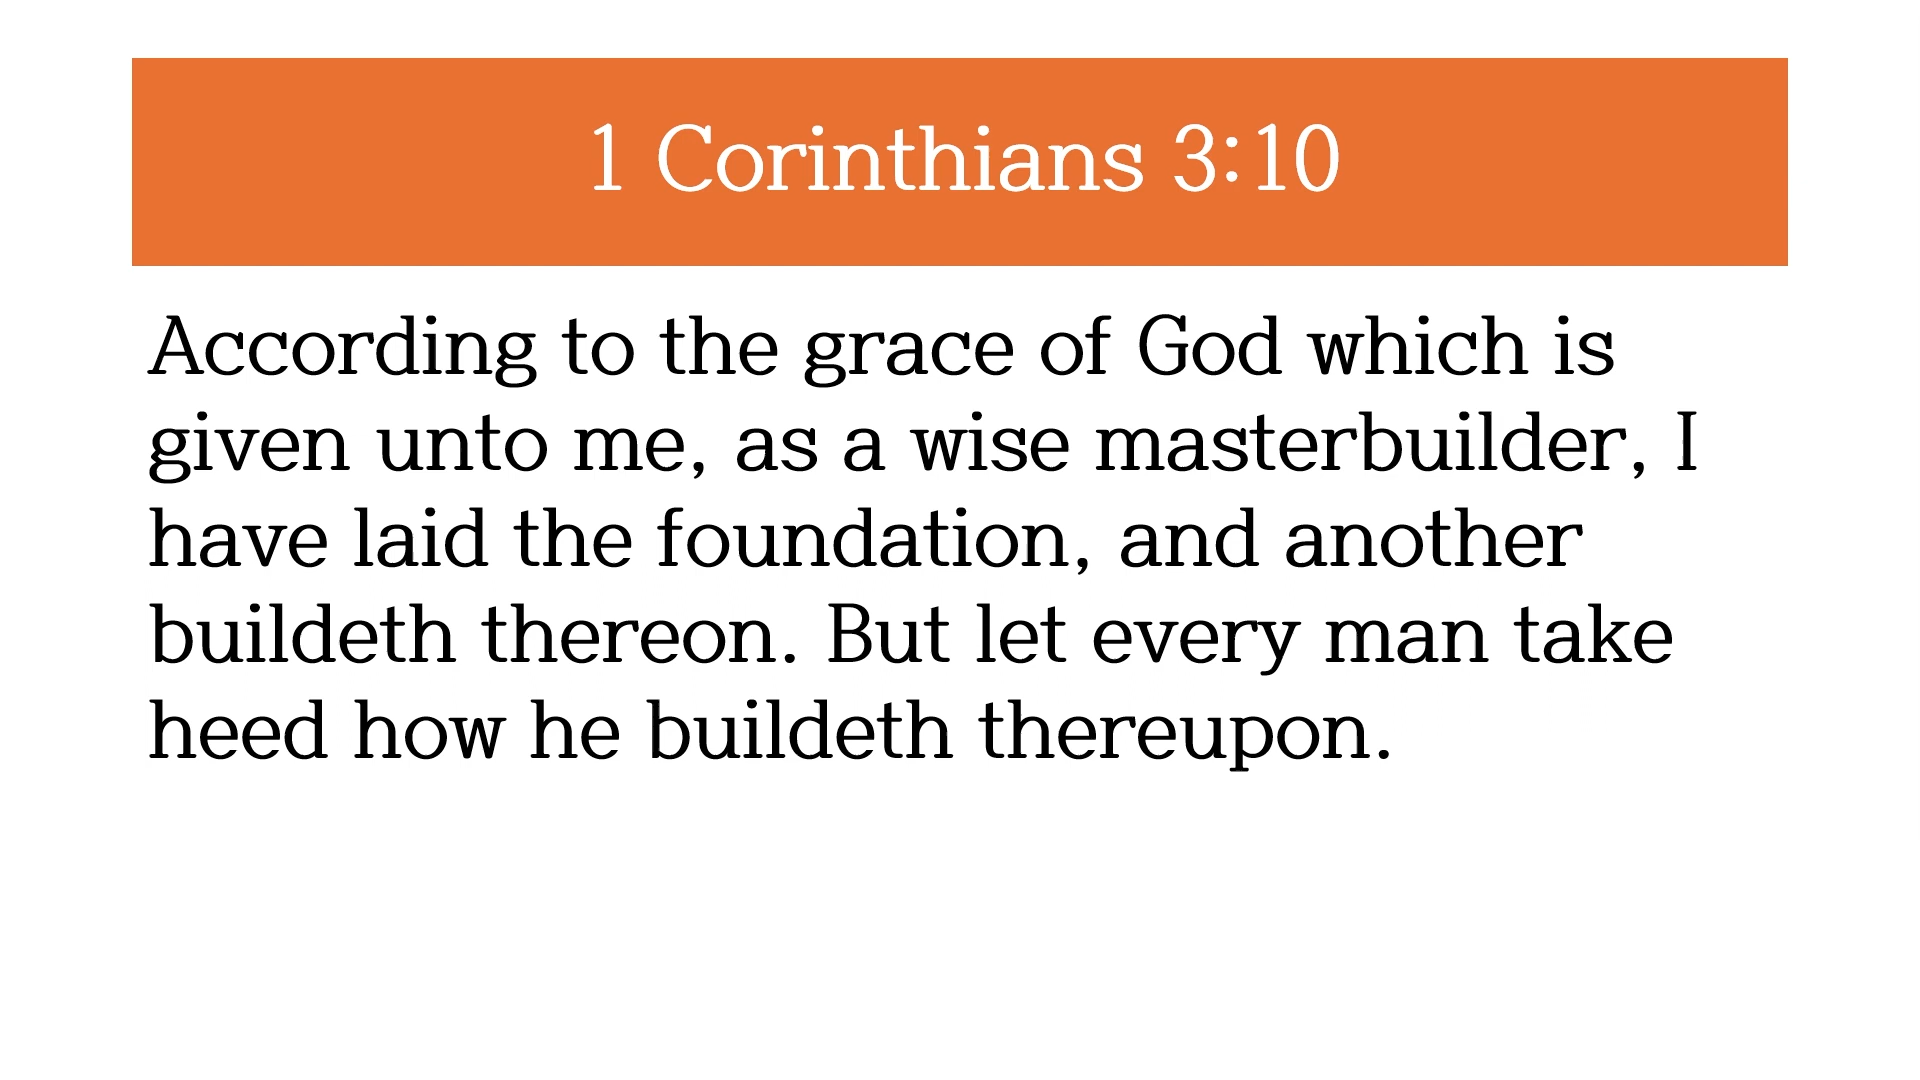 1 Corinthians 3:10
According to the grace of God which is
given unto me, as a wise masterbuilder, I
have laid the foundation, and another
buildeth thereon. But let every man take
heed how he buildeth thereupon.